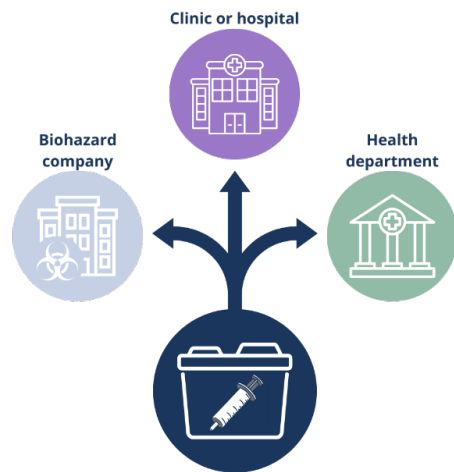 Clinic or hospital
Biohazard
company
Health
department